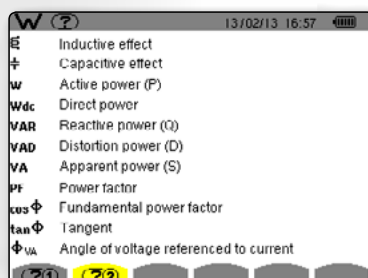 W (?) 13/02/13 16:57
Inductive effect
Capacitive effect
W Active power (P)
Wdc Direct power
VAR Reactive power (Q)
VAD Distortion power (D)
VA Apparent power (S)
PF Power factor
cos Φ Fundamental power factor
tan Φ Tangent
Φ VA Angle of voltage referenced to current
(?1) (?2)